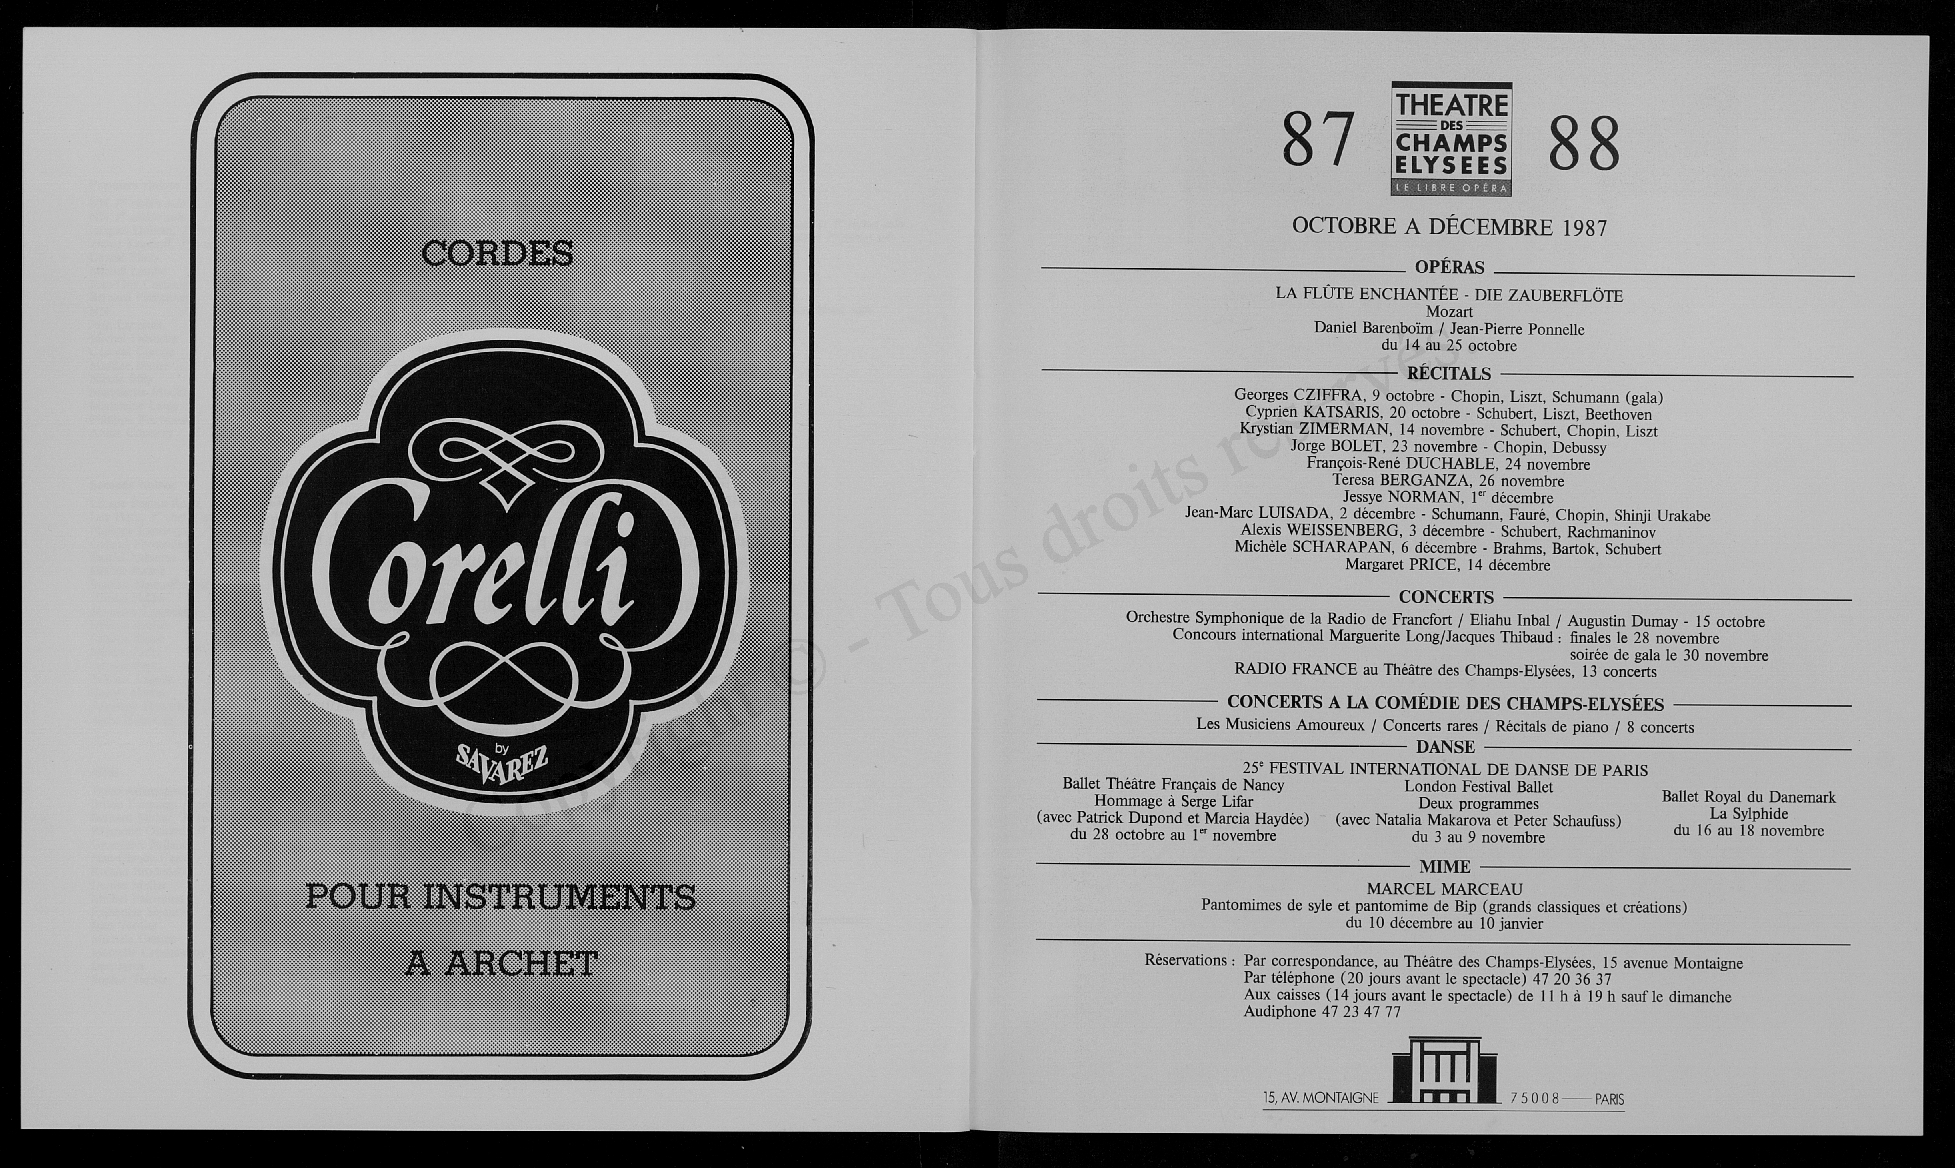 CORDES
Corelli
by
SAVAREZ
POUR INSTRUMENTS
A ARCHET
87
THEATRE
DES
CHAMPS
ELYSEES
LE LIBRE OPÉRA
88
OCTOBRE A DÉCEMBRE 1987
OPÉRAS
LA FLÛTE ENCHANTÉE - DIE ZAUBERFLÖTE
Mozart
Daniel Barenboïm / Jean-Pierre Ponnelle
du 14 au 25 octobre
RÉCITALS
Georges CZIFFRA, 9 octobre - Chopin, Liszt, Schumann (gala)
Cyprien KATSARIS, 20 octobre - Schubert, Liszt, Beethoven
Krystian ZIMERMAN, 14 novembre - Schubert, Chopin, Liszt
Jorge BOLET, 23 novembre - Chopin, Debussy
François-René DUCHABLE, 24 novembre
Teresa BERGANZA, 26 novembre
Jessye NORMAN, 1er décembre
Jean-Marc LUISADA, 2 décembre - Schumann, Fauré, Chopin, Shinji Urakabe
Alexis WEISSENBERG, 3 décembre - Schubert, Rachmaninov
Michèle SCHARAPAN, 6 décembre - Brahms, Bartok, Schubert
Margaret PRICE, 14 décembre
CONCERTS
Orchestre Symphonique de la Radio de Francfort / Eliahu Inbal / Augustin Dumay - 15 octobre
Concours international Marguerite Long/Jacques Thibaud : finales le 28 novembre
soirée de gala le 30 novembre
RADIO FRANCE au Théâtre des Champs-Elysées, 13 concerts
CONCERTS A LA COMÉDIE DES CHAMPS-ELYSÉES
Les Musiciens Amoureux / Concerts rares / Récitals de piano / 8 concerts
DANSE
25e FESTIVAL INTERNATIONAL DE DANSE DE PARIS
Ballet Théâtre Français de Nancy
Hommage à Serge Lifar
(avec Patrick Dupond et Marcia Haydée)
du 28 octobre au 1er novembre
London Festival Ballet
Deux programmes
(avec Natalia Makarova et Peter Schaufuss)
du 3 au 9 novembre
Ballet Royal du Danemark
La Sylphide
du 16 au 18 novembre
MIME
MARCEL MARCEAU
Pantomimes de syle et pantomime de Bip (grands classiques et créations)
du 10 décembre au 10 janvier
Réservations : Par correspondance, au Théâtre des Champs-Elysées, 15 avenue Montaigne
Par téléphone (20 jours avant le spectacle) 47 20 36 37
Aux caisses (14 jours avant le spectacle) de 11 h à 19 h sauf le dimanche
Audiphone 47 23 47 77
15, AV. MONTAIGNE
75008 PARIS
© - Tous droits réservés